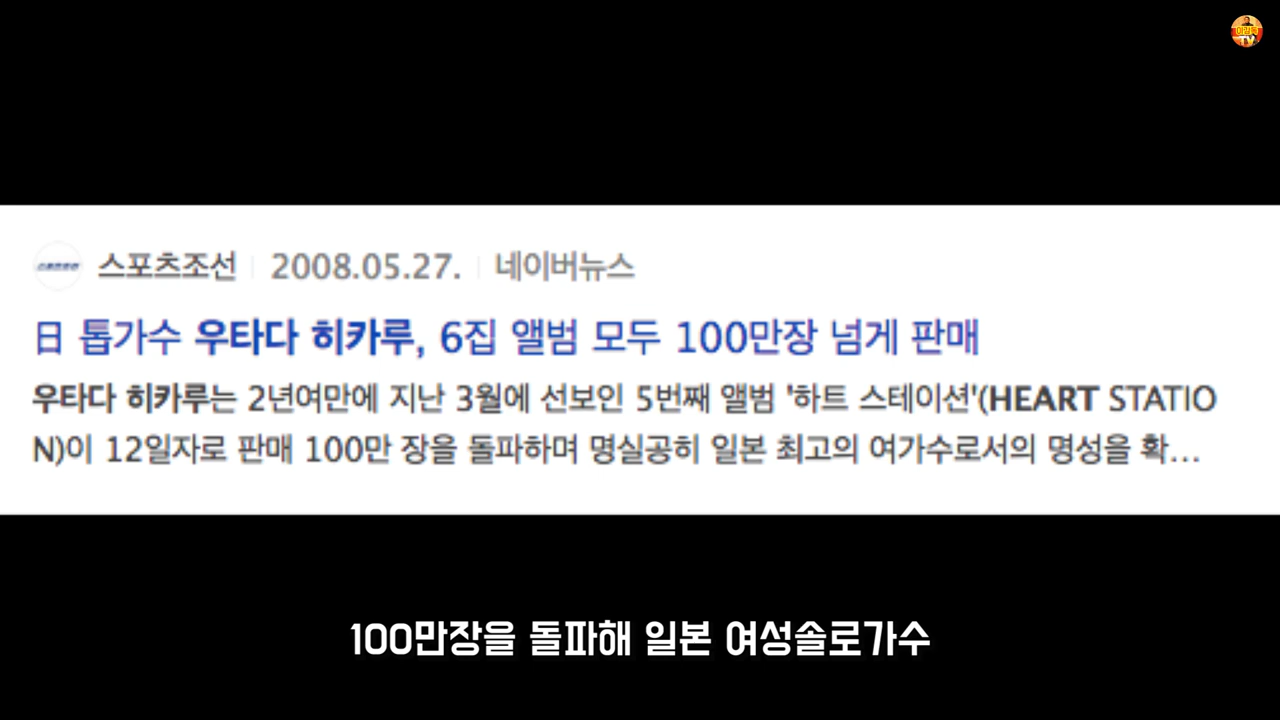 스포츠조선 2008.05.27. 네이버뉴스
日 톱가수 우타다 히카루, 6집 앨범 모두 100만장 넘게 판매
우타다 히카루는 2년여만에 지난 3월에 선보인 5번째 앨범 '하트 스테이션'(HEART STATIO
N)이 12일자로 판매 100만 장을 돌파하며 명실공히 일본 최고의 여가수로서의 명성을 확...
100만장을 돌파해 일본 여성솔로가수